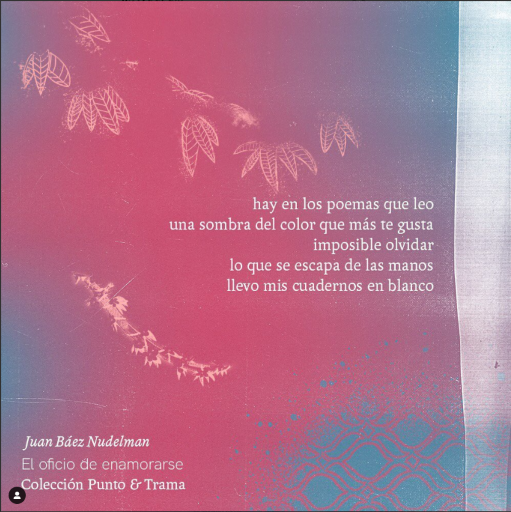 hay en los poemas que leo
una sombra del color que más te gusta
imposible olvidar
lo que se escapa de las manos
llevo mis cuadernos en blanco
Juan Báez Nudelman
El oficio de enamorarse
Colección Punto & Trama